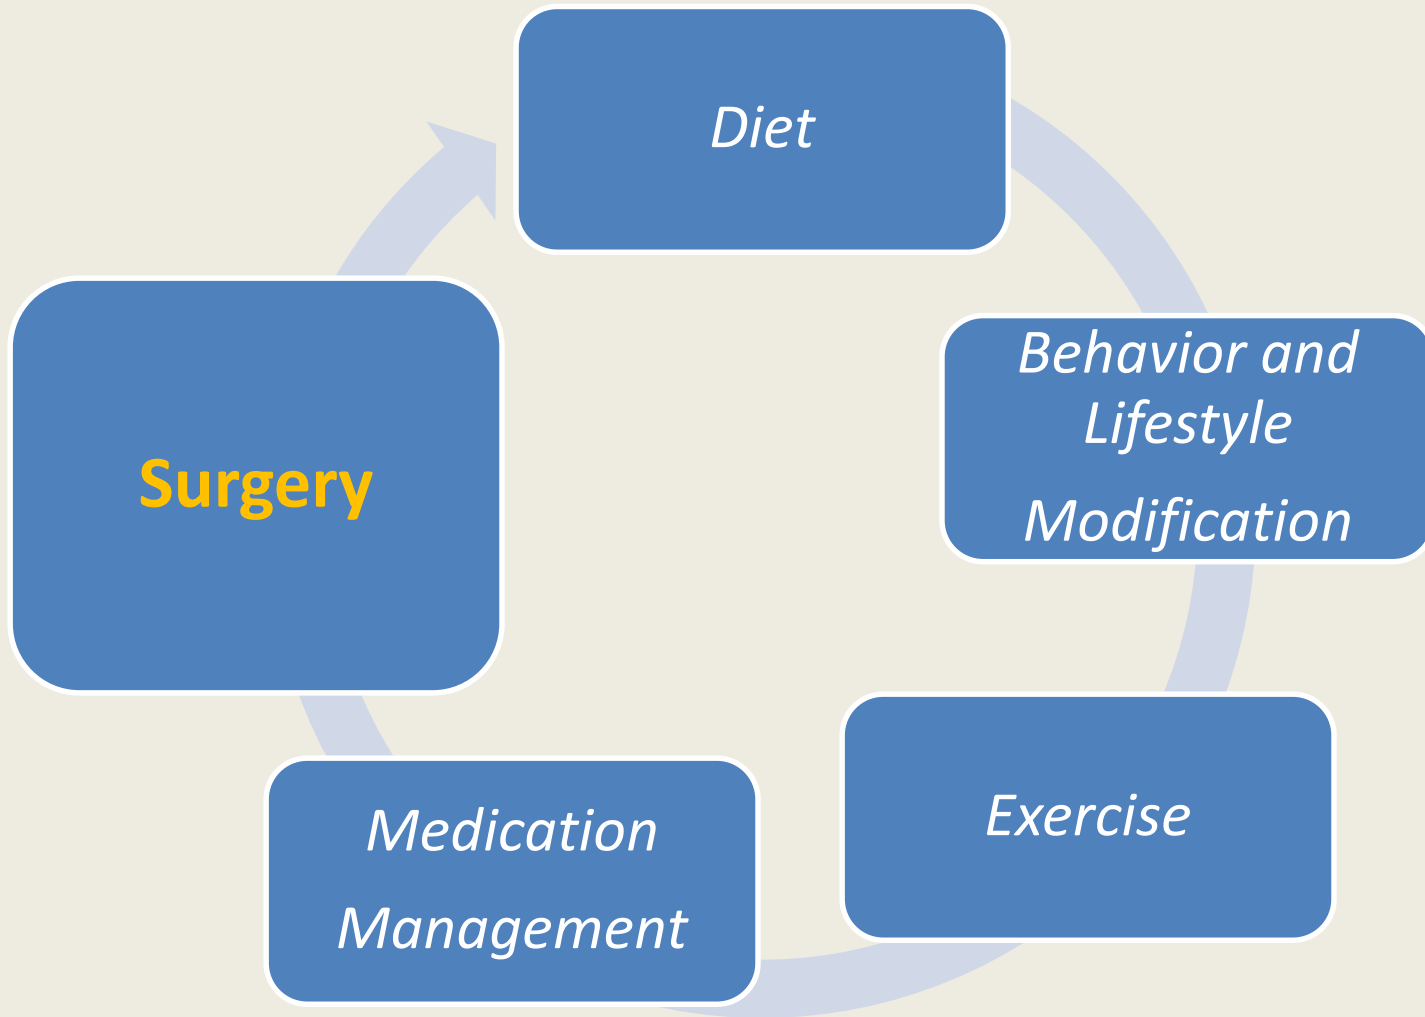 Diet
Behavior and
Lifestyle
Modification
Exercise
Medication
Management
Surgery